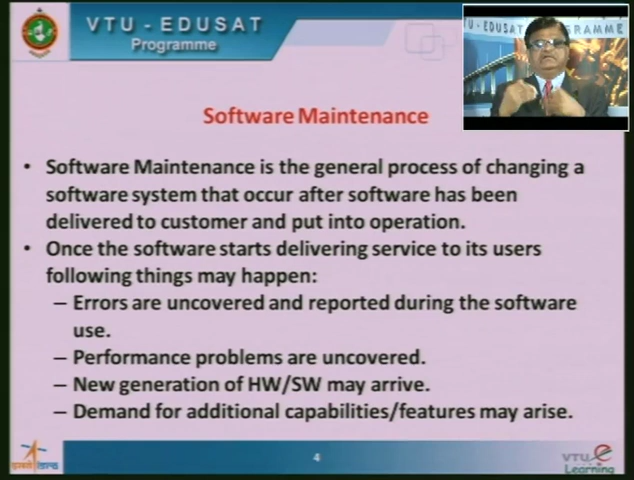 VTU - EDUSAT
Programme
TU - EDUSAT PROGRAMME
Software Maintenance
• Software Maintenance is the general process of changing a
software system that occur after software has been
delivered to customer and put into operation.
• Once the software starts delivering service to its users
following things may happen:
– Errors are uncovered and reported during the software
use.
– Performance problems are uncovered.
– New generation of HW/SW may arrive.
– Demand for additional capabilities/features may arise.
4
VTU e
Learning